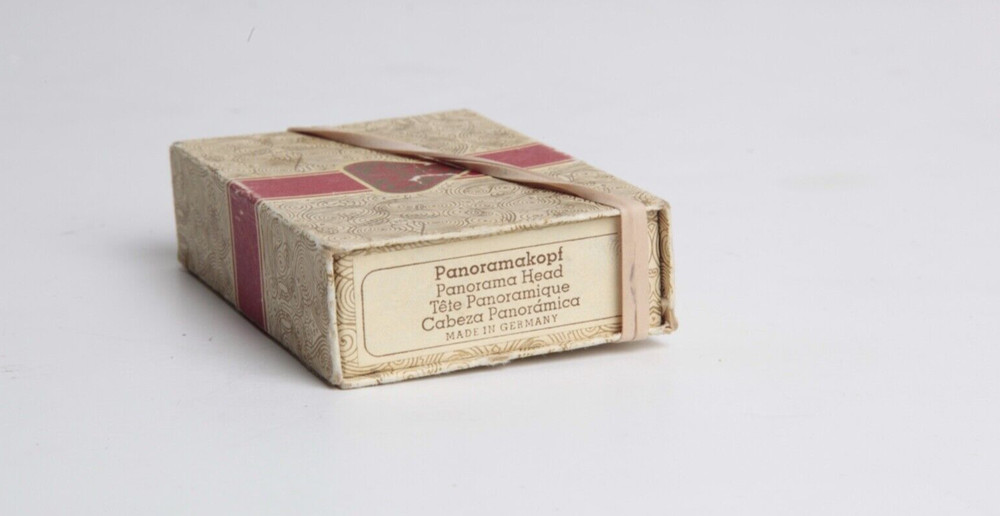 Panoramakopf
Panorama Head
Tête Panoramique
Cabeza Panorámica
MADE IN GERMANY